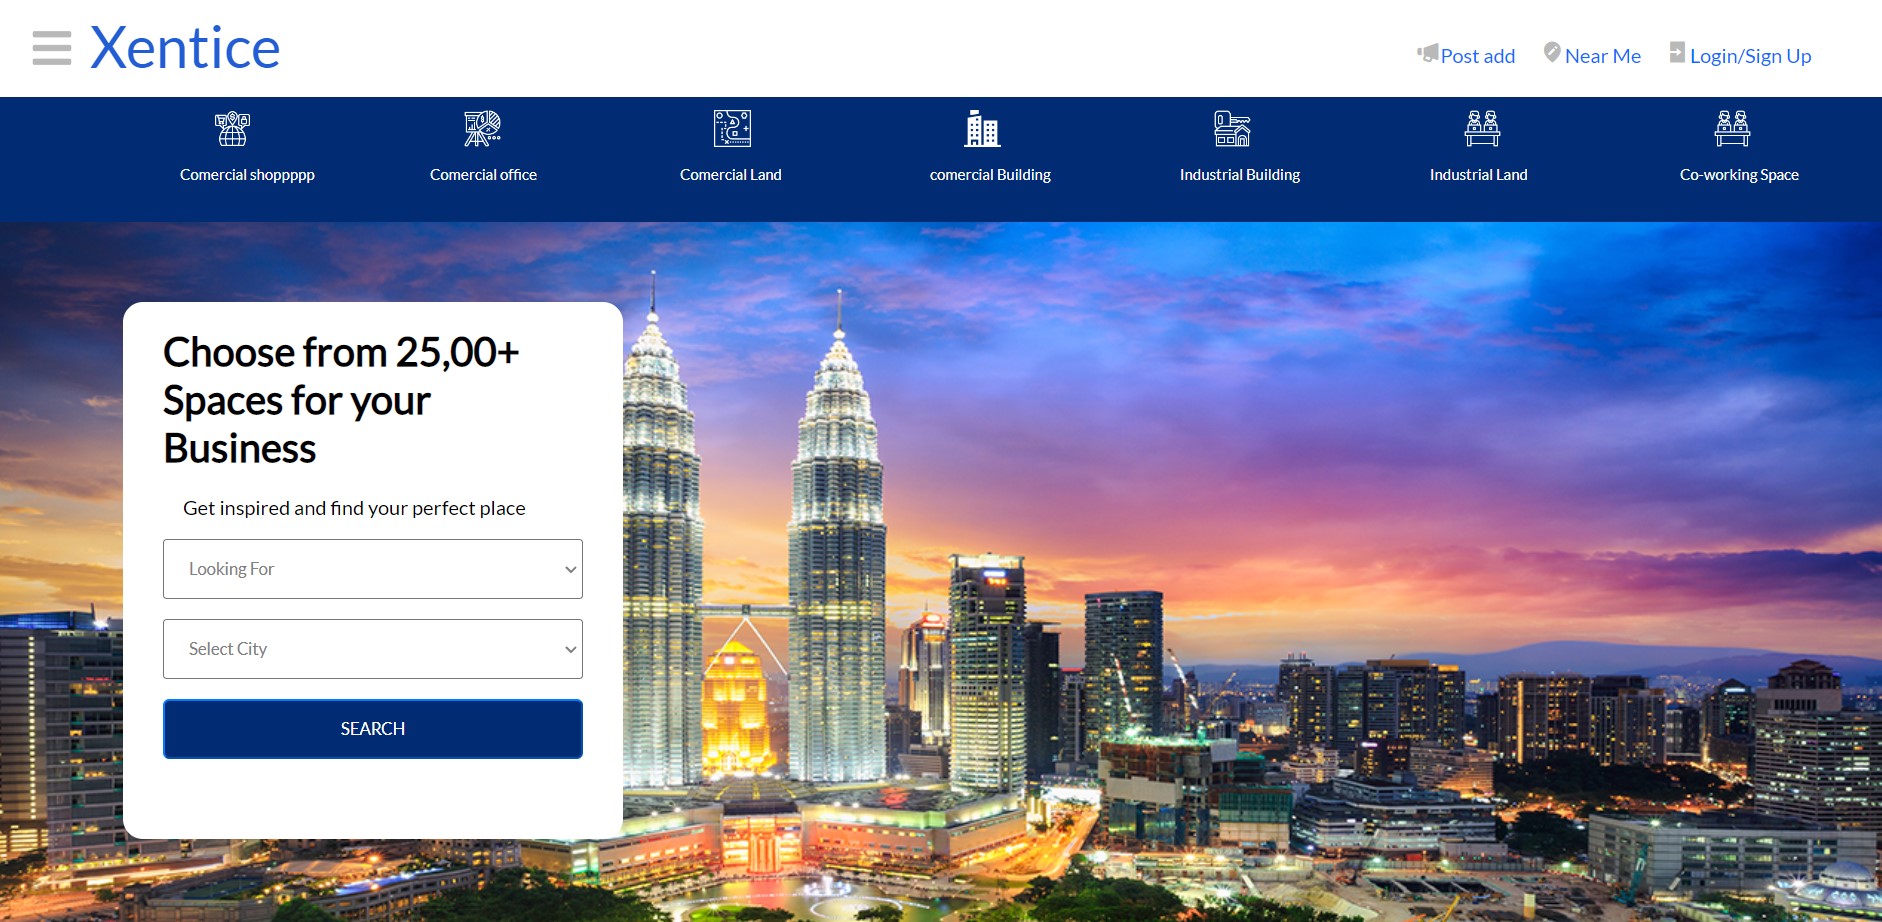 Xentice
Post add Near Me Login/Sign Up
Comercial shoppppp Comercial office Comercial Land comercial Building Industrial Building Industrial Land Co-working Space
Choose from 25,00+
Spaces for your
Business
Get inspired and find your perfect place
Looking For
Select City
SEARCH